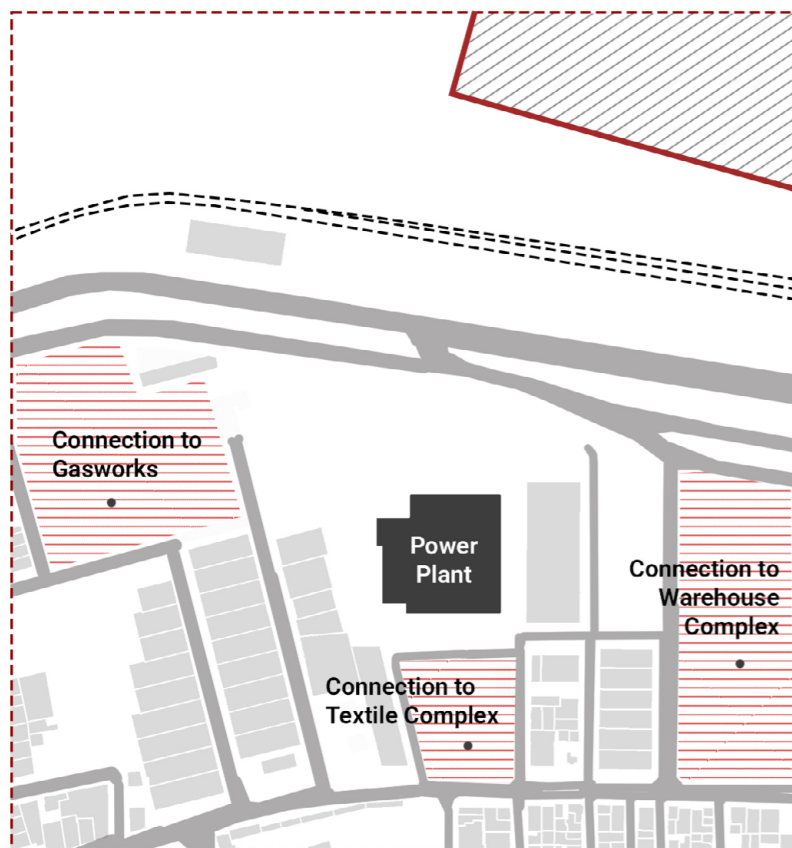 Connection to
Gasworks
Power
Plant
Connection to
Warehouse
Complex
Connection to
Textile Complex